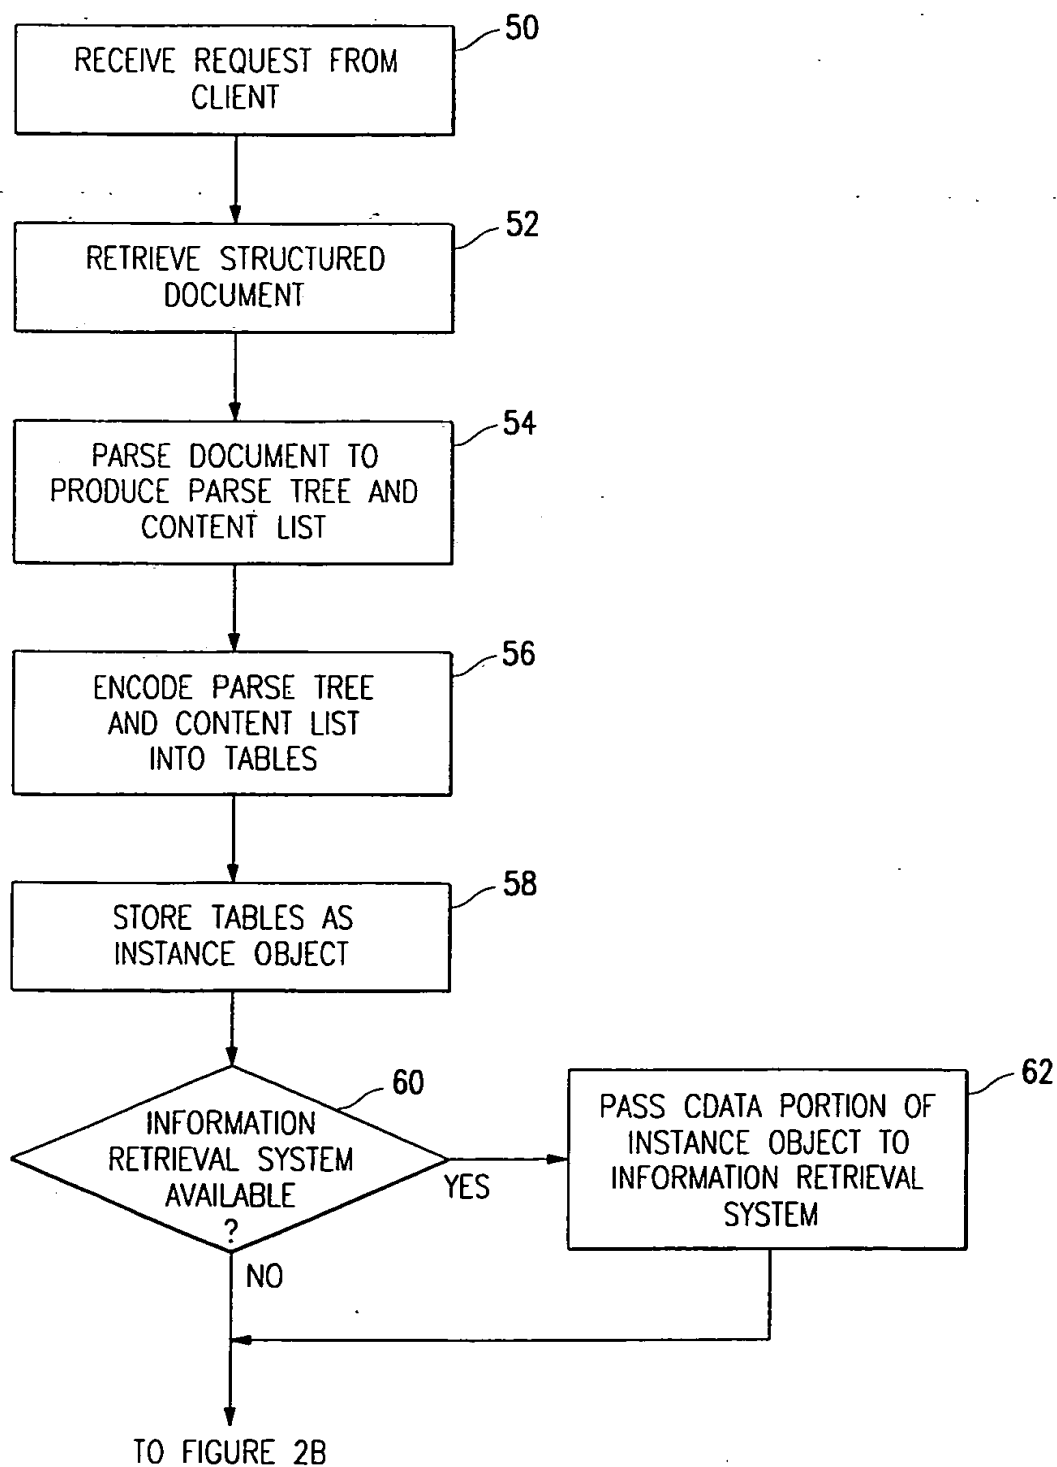 50
RECEIVE REQUEST FROM
CLIENT
52
RETRIEVE STRUCTURED
DOCUMENT
54
PARSE DOCUMENT TO
PRODUCE PARSE TREE AND
CONTENT LIST
56
ENCODE PARSE TREE
AND CONTENT LIST
INTO TABLES
58
STORE TABLES AS
INSTANCE OBJECT
60
INFORMATION
RETRIEVAL SYSTEM
AVAILABLE
?
YES
NO
62
PASS CDATA PORTION OF
INSTANCE OBJECT TO
INFORMATION RETRIEVAL
SYSTEM
TO FIGURE 2B